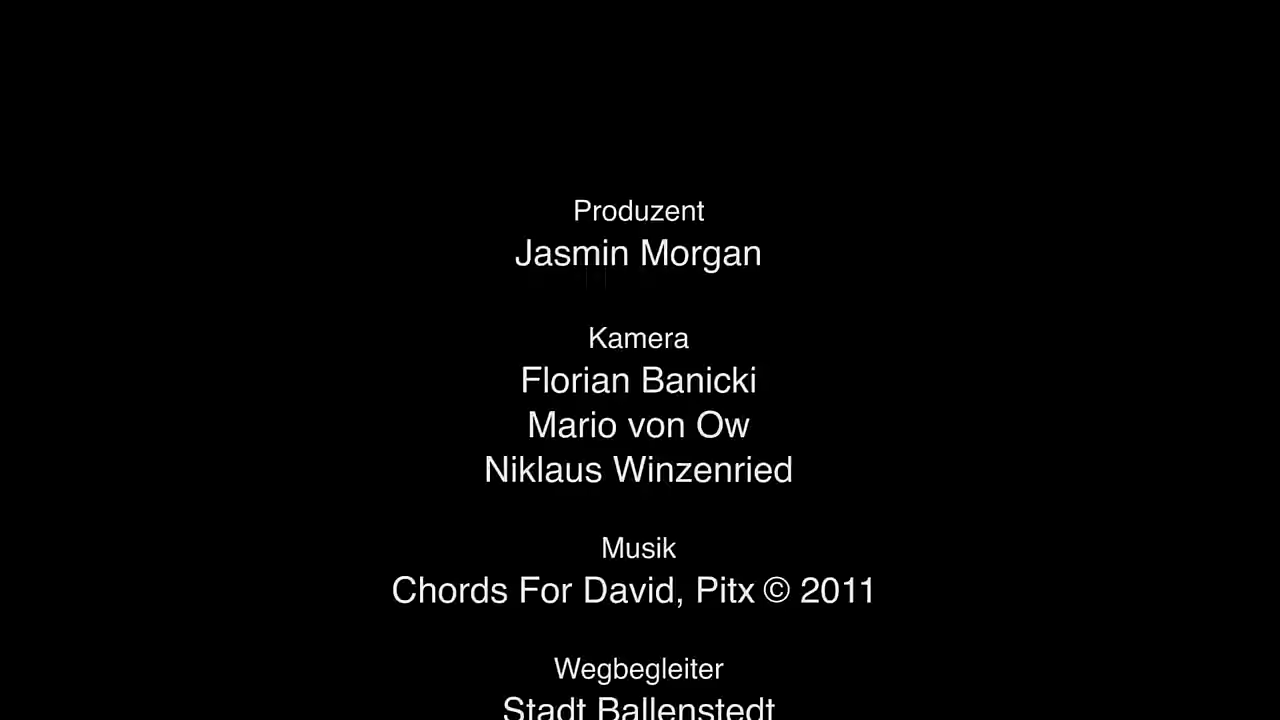 Produzent
Jasmin Morgan
Kamera
Florian Banicki
Mario von Ow
Niklaus Winzenried
Musik
Chords For David, Pitx © 2011
Wegbegleiter
Stadt Ballenstedt